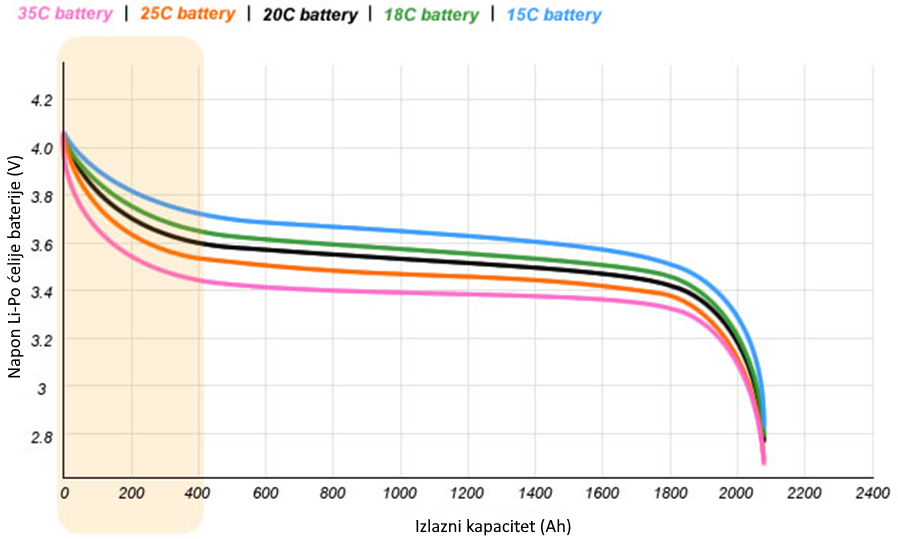 35C battery | 25C battery | 20C battery | 18C battery | 15C battery
4.2
4.0
3.8
3.6
3.4
3.2
3
2.8
Napon Li-Po ćelije baterije (V)
0 200 400 600 800 1000 1200 1400 1600 1800 2000 2200 2400
Izlazni kapacitet (Ah)